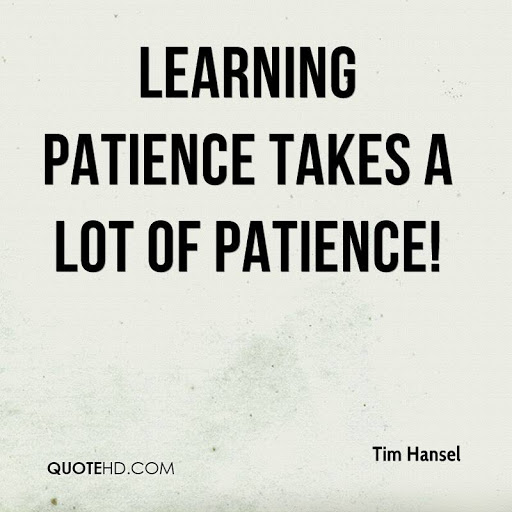 LEARNING
PATIENCE TAKES A
LOT OF PATIENCE!
Tim Hansel
QUOTEHD.COM